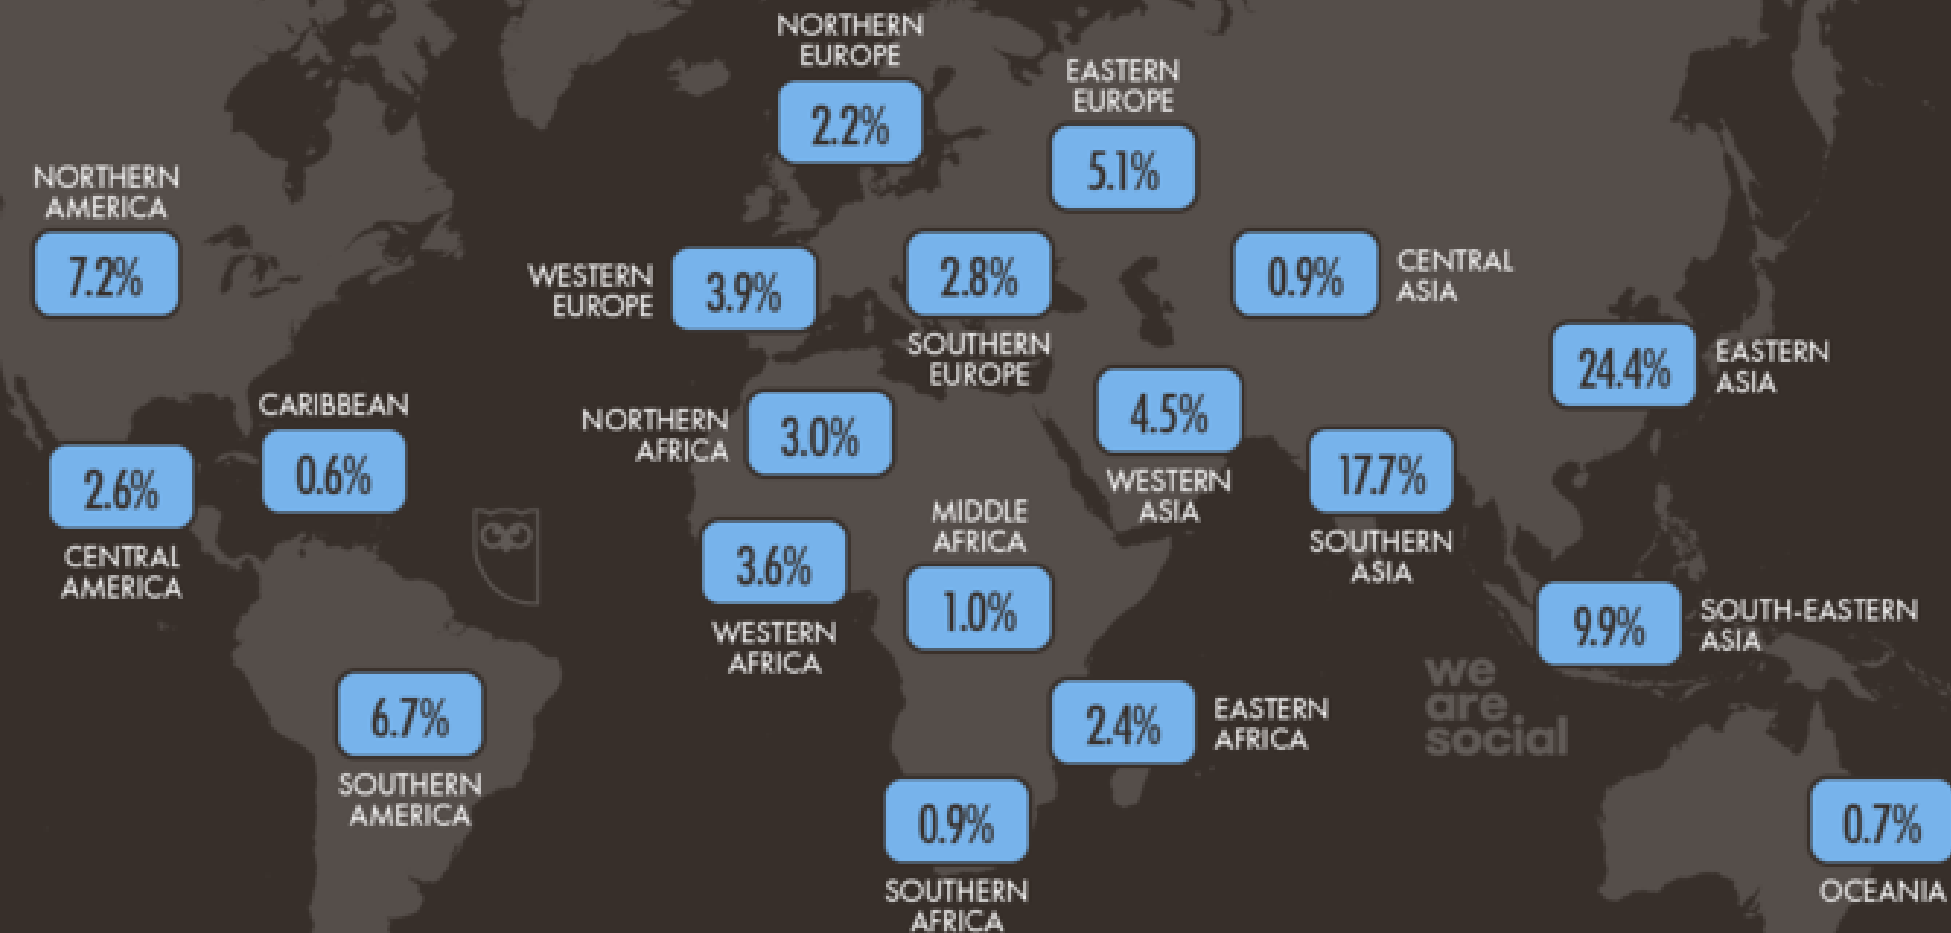 NORTHERN
EUROPE
2.2%
EASTERN
EUROPE
5.1%
NORTHERN
AMERICA
7.2%
WESTERN
EUROPE
3.9%
2.8%
SOUTHERN
EUROPE
0.9%
CENTRAL
ASIA
24.4%
EASTERN
ASIA
CARIBBEAN
0.6%
NORTHERN
AFRICA
3.0%
4.5%
WESTERN
ASIA
17.7%
SOUTHERN
ASIA
2.6%
CENTRAL
AMERICA
3.6%
WESTERN
AFRICA
MIDDLE
AFRICA
1.0%
9.9%
SOUTH-EASTERN
ASIA
we
are
social
6.7%
SOUTHERN
AMERICA
2.4%
EASTERN
AFRICA
0.9%
SOUTHERN
AFRICA
0.7%
OCEANIA